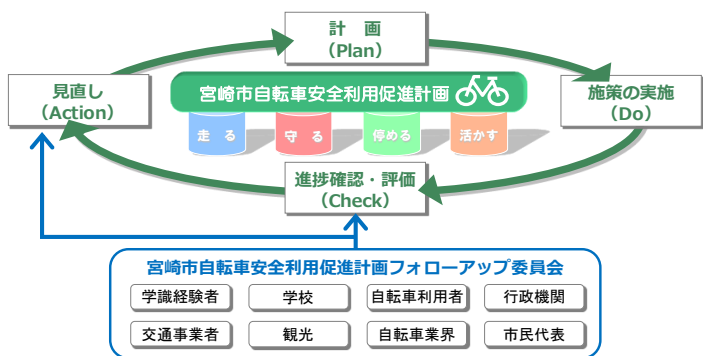 計　画
（Plan）
見直し
（Action）
宮崎市自転車安全利用促進計画
施策の実施
（Do）
走　る
守　る
停める
活かす
進捗確認・評価
（Check）
宮崎市自転車安全利用促進計画フォローアップ委員会
学識経験者
学校
自転車利用者
行政機関
交通事業者
観光
自転車業界
市民代表